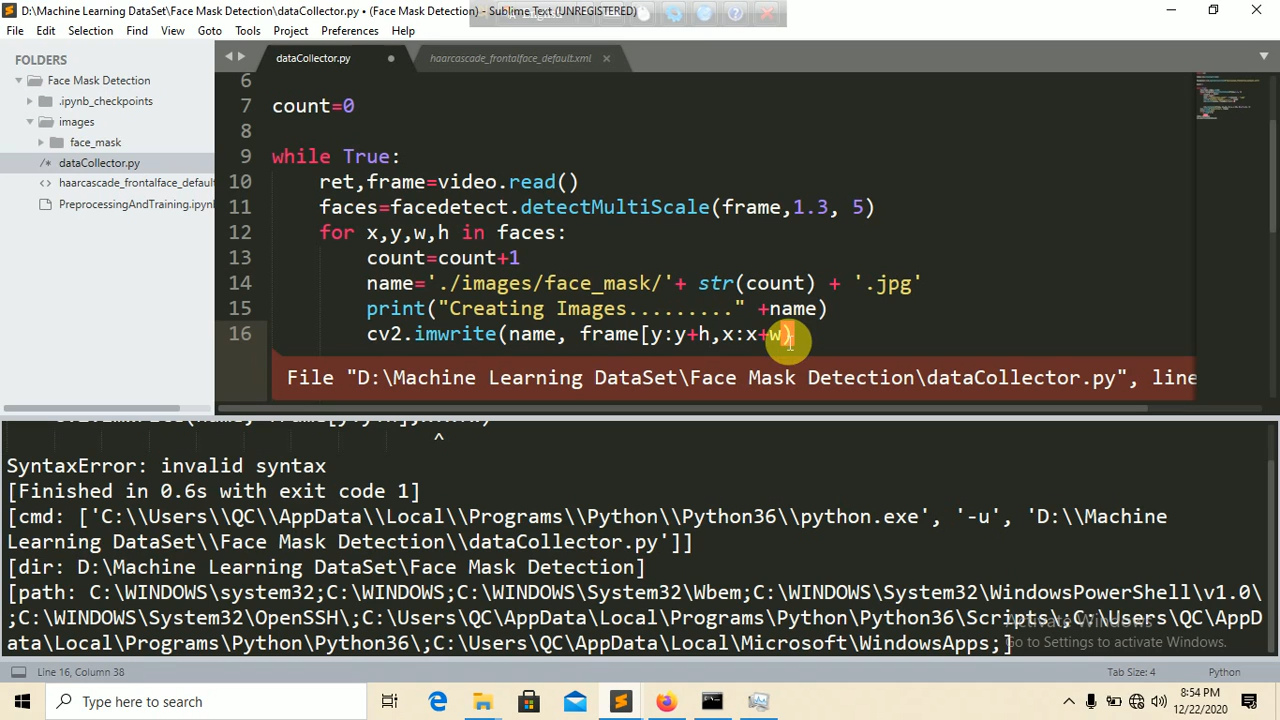 D:\Machine Learning DataSet\Face Mask Detection\dataCollector.py • (Face Mask Detection) - Sublime Text (UNREGISTERED)
File Edit Selection Find View Goto Tools Project Preferences Help
FOLDERS
Face Mask Detection
.ipynb_checkpoints
images
face_mask
dataCollector.py
haarcascade_frontalface_default
PreprocessingAndTraining.ipynb
dataCollector.py
haarcascade_frontalface_default.xml
6
7 count=0
8
9 while True:
10 ret,frame=video.read()
11 faces=facedetect.detectMultiScale(frame,1.3, 5)
12 for x,y,w,h in faces:
13 count=count+1
14 name='./images/face_mask/'+ str(count) + '.jpg'
15 print("Creating Images........." +name)
16 cv2.imwrite(name, frame[y:y+h,x:x+w)
File "D:\Machine Learning DataSet\Face Mask Detection\dataCollector.py", line
^
SyntaxError: invalid syntax
[Finished in 0.6s with exit code 1]
[cmd: ['C:\\Users\\QC\\AppData\\Local\\Programs\\Python\\Python36\\python.exe', '-u', 'D:\\Machine
Learning DataSet\\Face Mask Detection\\dataCollector.py']]
[dir: D:\Machine Learning DataSet\Face Mask Detection]
[path: C:\WINDOWS\system32;C:\WINDOWS;C:\WINDOWS\System32\Wbem;C:\WINDOWS\System32\WindowsPowerShell\v1.0\
;C:\WINDOWS\System32\OpenSSH\;C:\Users\QC\AppData\Local\Programs\Python\Python36\Scripts\;C:\Users\QC\AppD
ata\Local\Programs\Python\Python36\;C:\Users\QC\AppData\Local\Microsoft\WindowsApps;]
Activate Windows
Go to Settings to activate Windows.
Line 16, Column 38
Tab Size: 4
Python
Type here to search
8:54 PM
12/22/2020